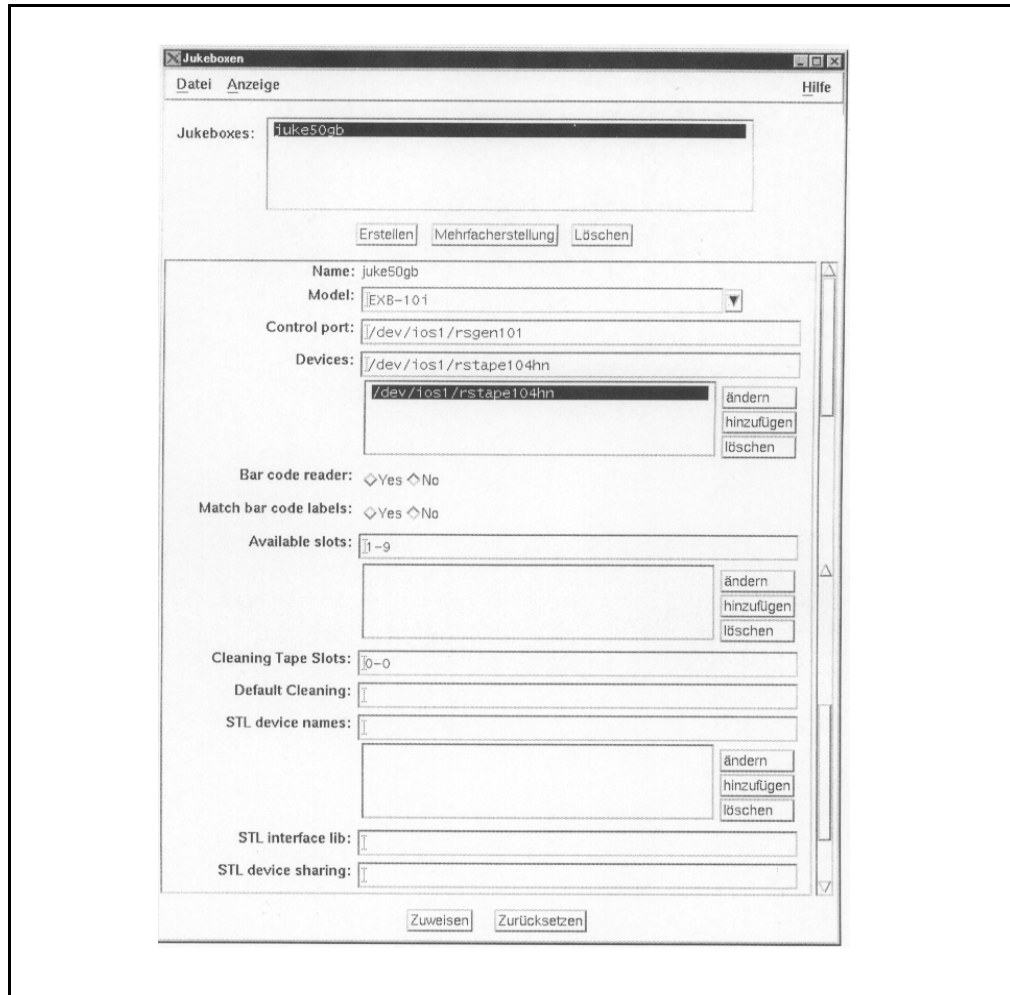 Jukeboxen
Datei Anzeige Hilfe
Jukeboxes: juke50gb
Erstellen Mehrfacherstellung Löschen
Name: juke50gb
Model: EXB-10i
Control port: /dev/ios1/rsgen101
Devices: /dev/ios1/rstape104hn
/dev/ios1/rstape104hn
ändern
hinzufügen
löschen
Bar code reader: Yes No
Match bar code labels: Yes No
Available slots: 1-9
ändern
hinzufügen
löschen
Cleaning Tape Slots: 0-0
Default Cleaning:
STL device names:
ändern
hinzufügen
löschen
STL interface lib:
STL device sharing:
Zuweisen Zurücksetzen